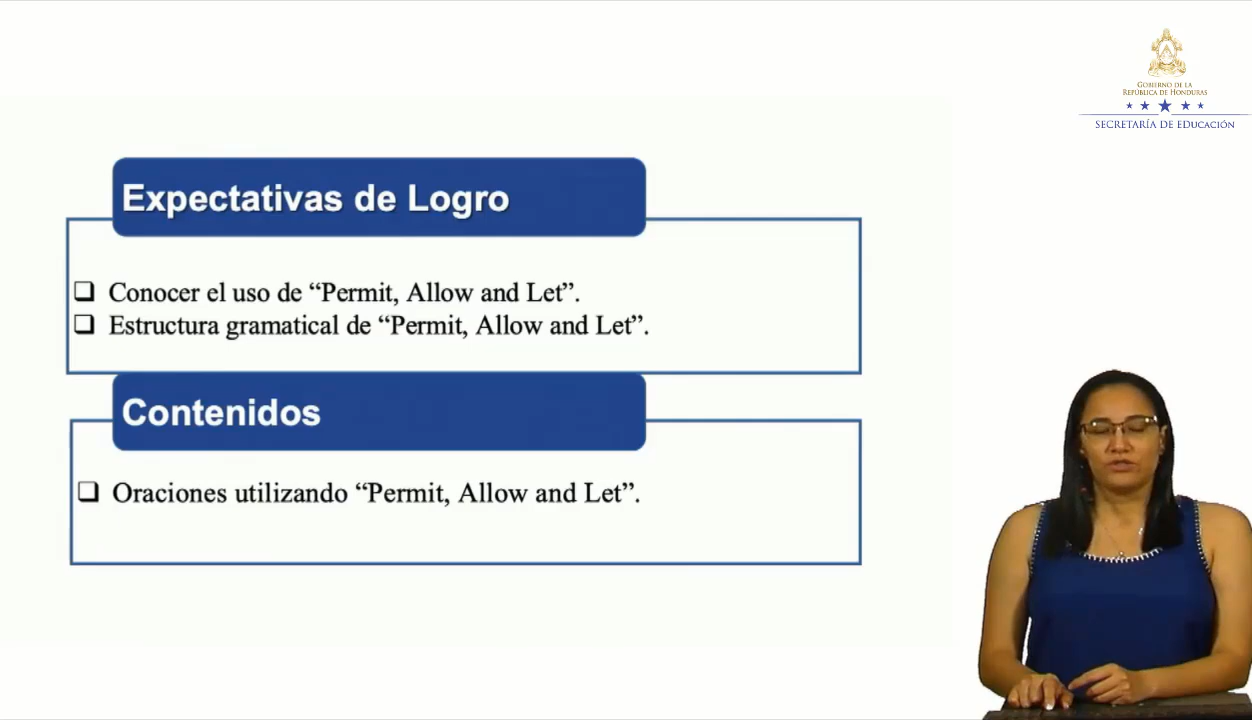 GOBIERNO DE LA
REPÚBLICA DE HONDURAS
SECRETARÍA DE EDUCACIÓN
Expectativas de Logro
❑ Conocer el uso de “Permit, Allow and Let”.
❑ Estructura gramatical de “Permit, Allow and Let”.
Contenidos
❑ Oraciones utilizando “Permit, Allow and Let”.